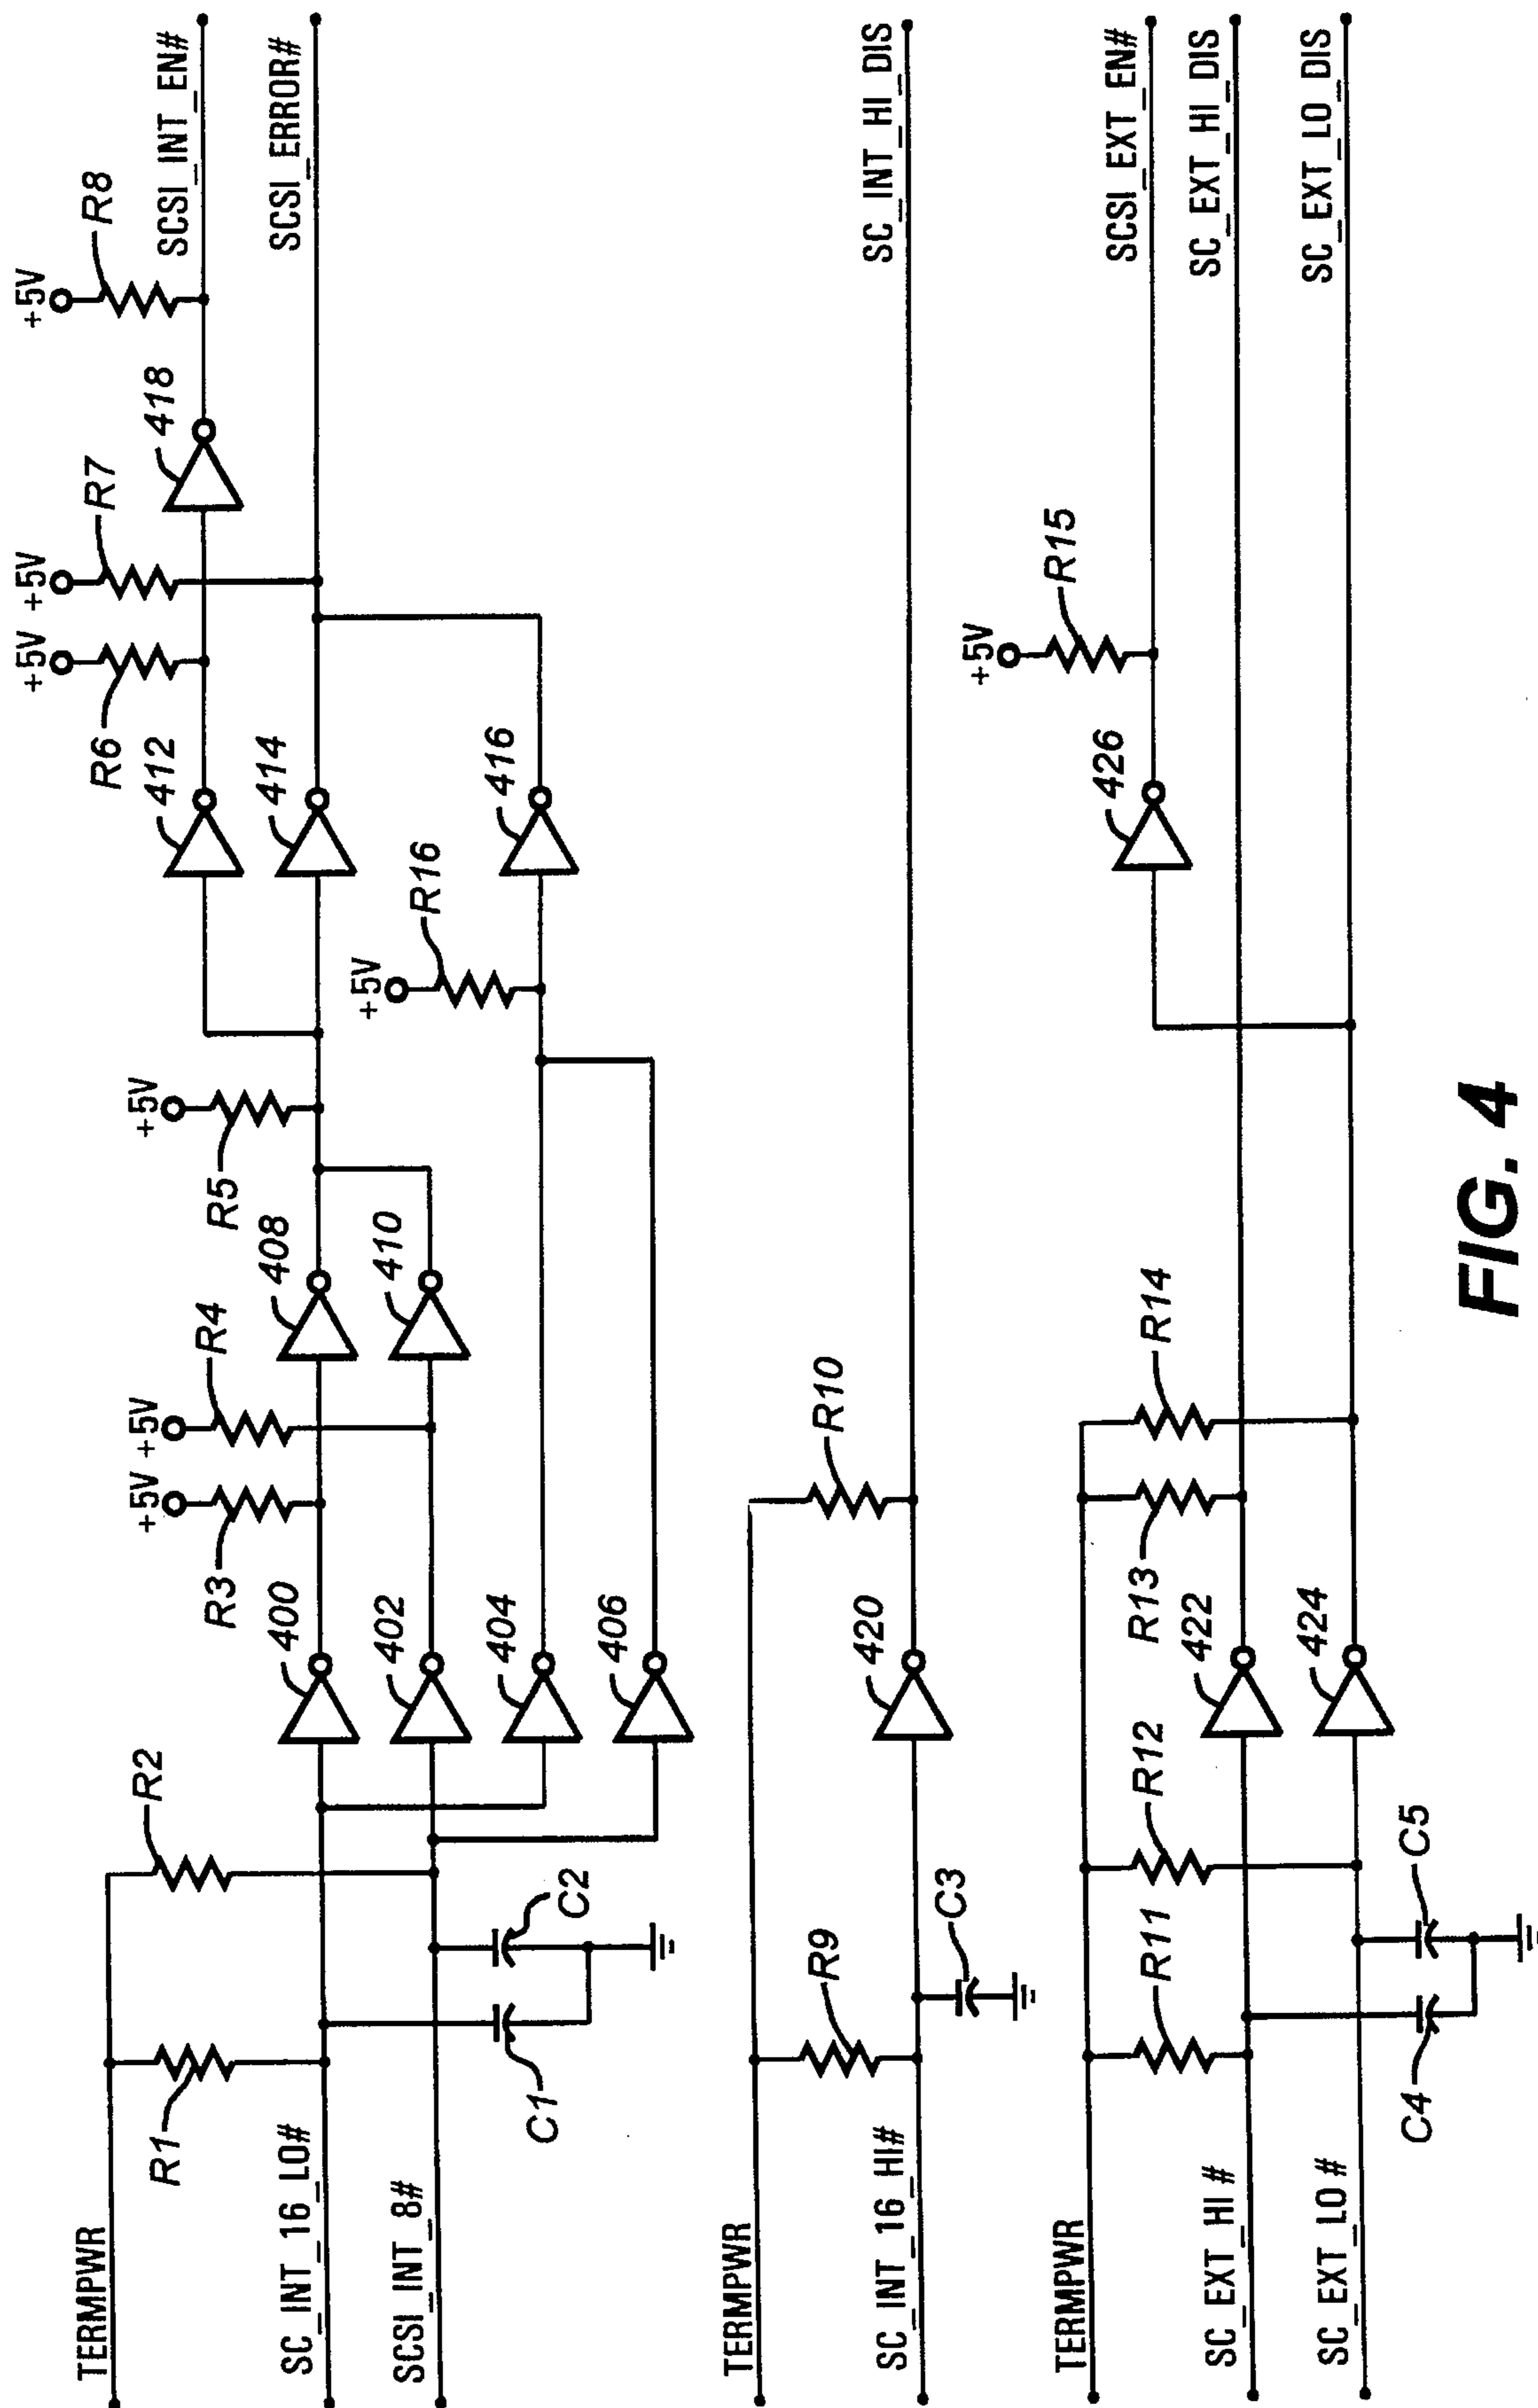 +5V
+5V
+5V
R8
SCSI_INT_EN#
R6
R7
412
418
SCSI_ERROR#
+5V
+5V
+5V
R3
R4
R5
414
400
408
TERMPWR
R1
R2
402
410
+5V
R16
SC_INT_16_LO#
404
416
SCSI_INT_8#
406
C1
C2
TERMPWR
R9
R10
SC_INT_16_HI#
420
SC_INT_HI_DIS
C3
+5V
R15
426
SCSI_EXT_EN#
TERMPWR
R11
R12
R13
R14
SC_EXT_HI#
422
SC_EXT_HI_DIS
SC_EXT_LO#
424
SC_EXT_LO_DIS
C4
C5
FIG. 4